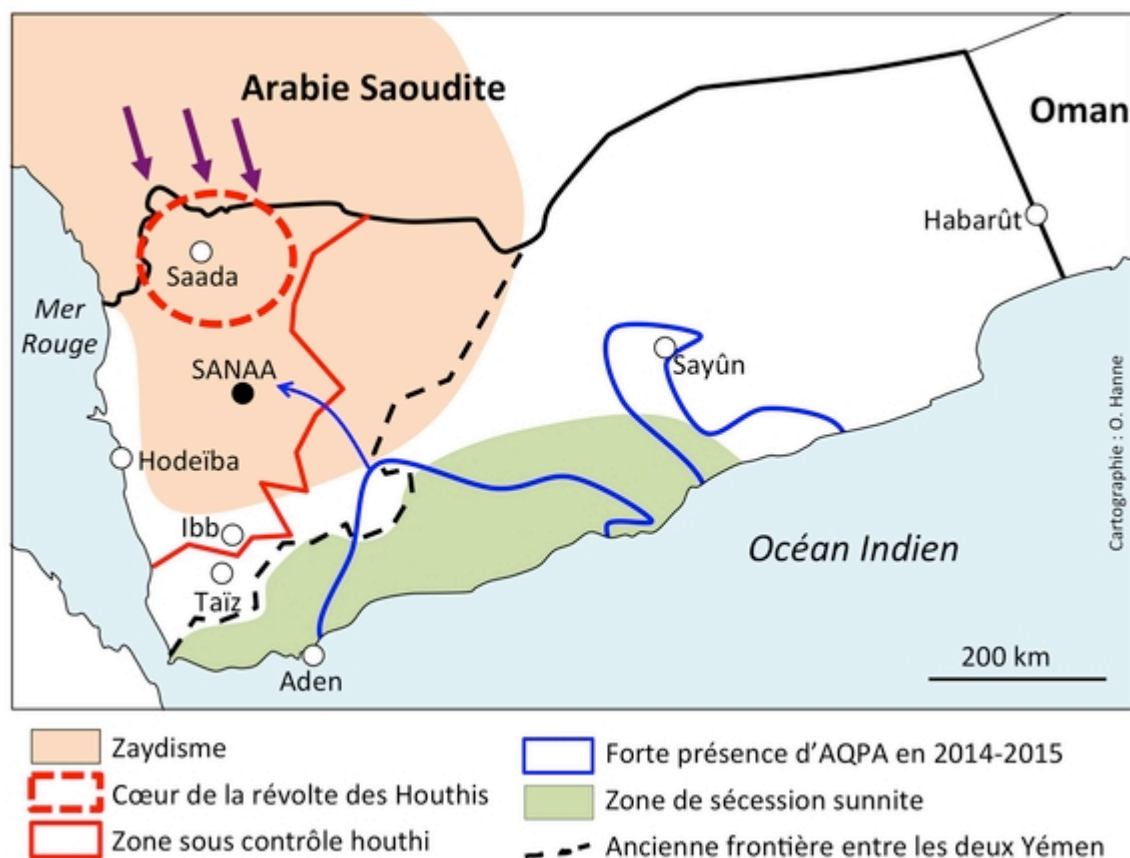 Arabie Saoudite
Oman
Habarût
Saada
Mer
Rouge
SANAA
Sayûn
Hodeïba
Ibb
Taïz
Aden
Océan Indien
200 km
Cartographie : O. Hanne
Zaydisme
Cœur de la révolte des Houthis
Zone sous contrôle houthi
Forte présence d'AQPA en 2014-2015
Zone de sécession sunnite
Ancienne frontière entre les deux Yémen